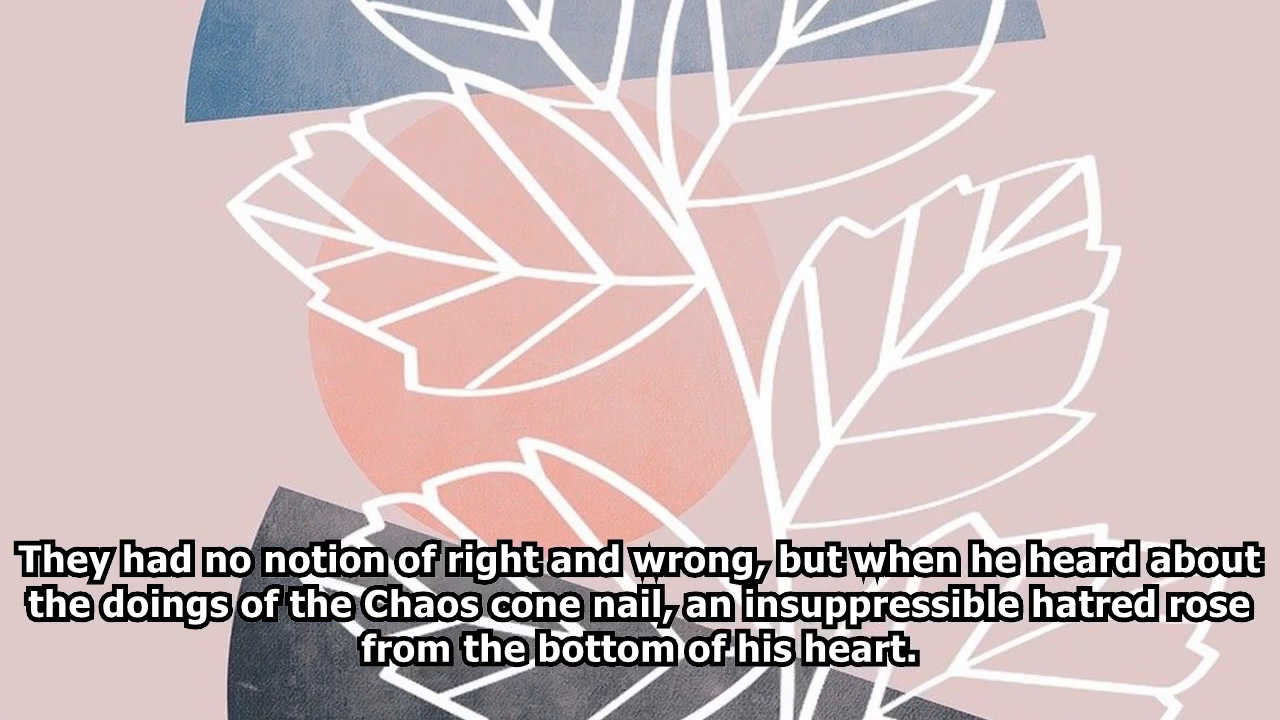 They had no notion of right and wrong, but when he heard about
the doings of the Chaos cone nail, an insuppressible hatred rose
from the bottom of his heart.